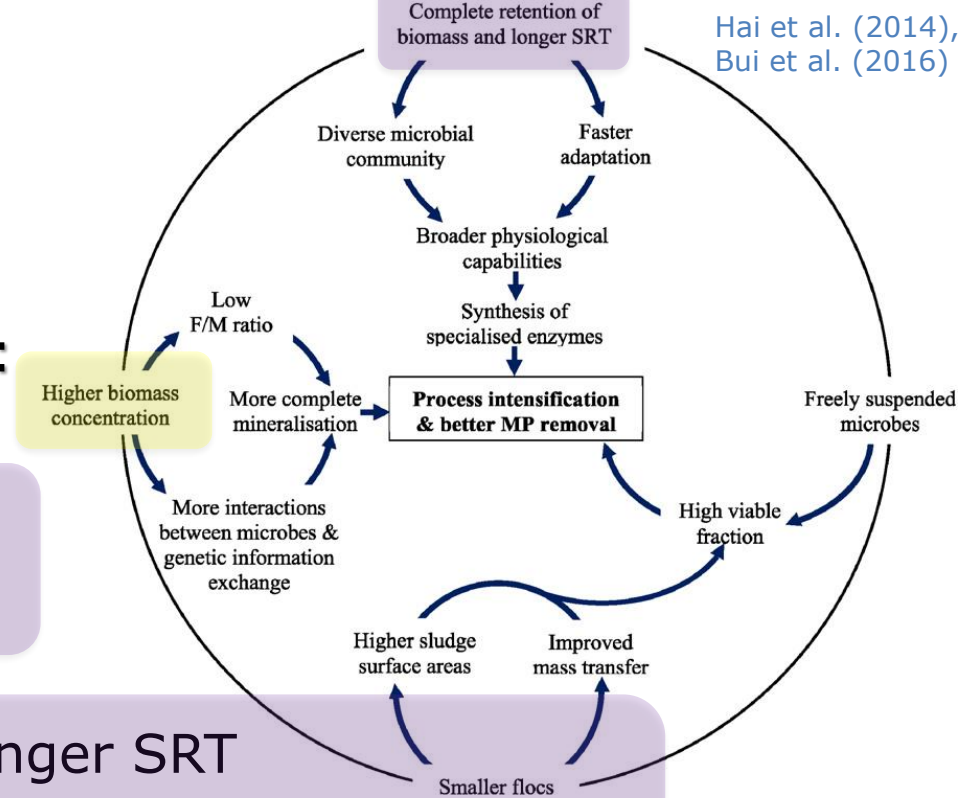 Complete retention of
biomass and longer SRT
Hai et al. (2014),
Bui et al. (2016)
Diverse microbial
community
Faster
adaptation
Broader physiological
capabilities
Synthesis of
specialised enzymes
Low
F/M ratio
Higher biomass
concentration
More complete
mineralisation
Process intensification
& better MP removal
Freely suspended
microbes
More interactions
between microbes &
genetic information
exchange
High viable
fraction
Higher sludge
surface areas
Improved
mass transfer
nger SRT
Smaller flocs